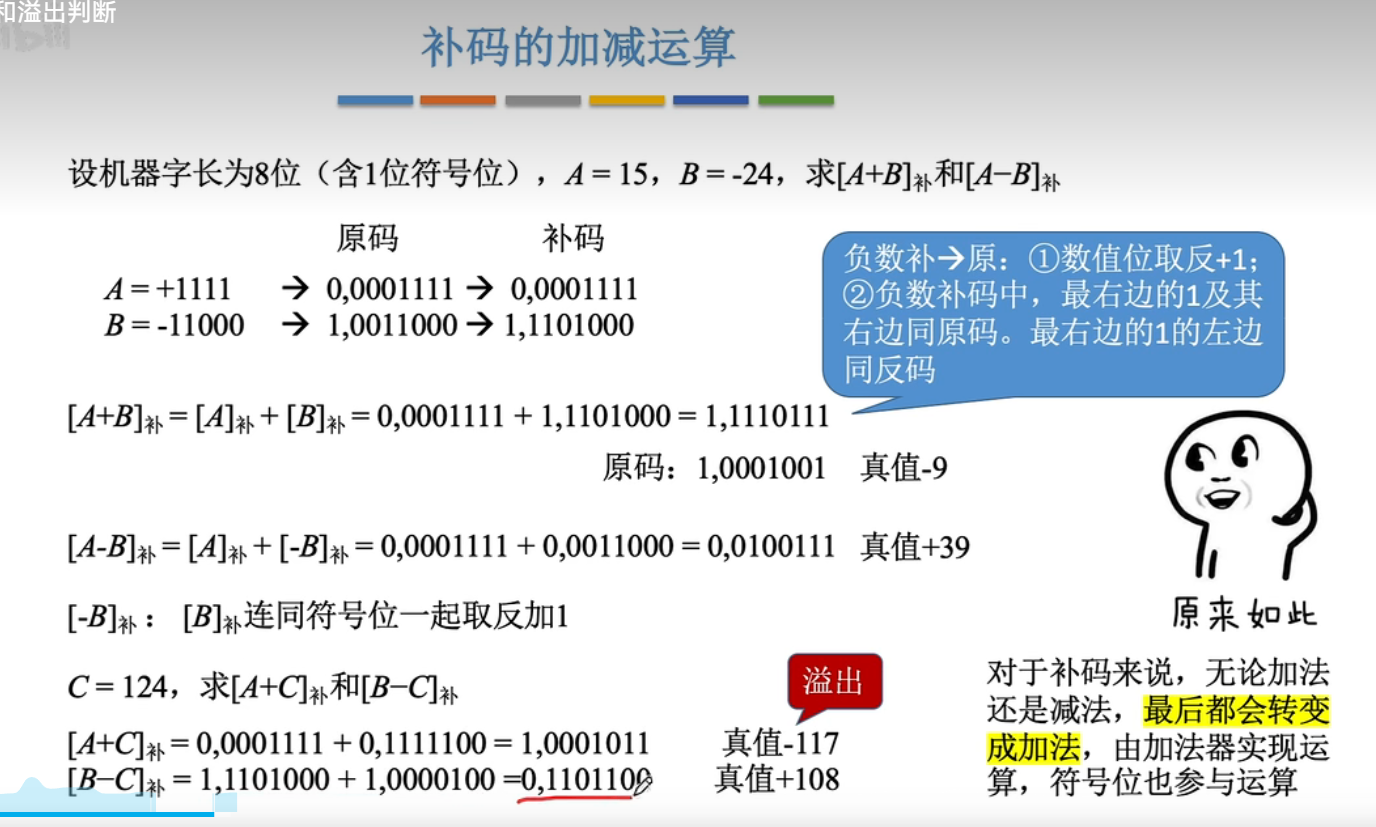 和溢出判断
补码的加减运算
设机器字长为8位（含1位符号位），A = 15，B = -24，求[A+B]补和[A−B]补
原码 补码
A = +1111 → 0,0001111 → 0,0001111
B = -11000 → 1,0011000 → 1,1101000
负数补→原：①数值位取反+1；
②负数补码中，最右边的1及其
右边同原码。最右边的1的左边
同反码
[A+B]补 = [A]补 + [B]补 = 0,0001111 + 1,1101000 = 1,1110111
原码：1,0001001 真值-9
[A-B]补 = [A]补 + [-B]补 = 0,0001111 + 0,0011000 = 0,0100111 真值+39
[-B]补： [B]补连同符号位一起取反加1
原来如此
C = 124，求[A+C]补和[B−C]补
溢出
[A+C]补 = 0,0001111 + 0,1111100 = 1,0001011 真值-117
[B−C]补 = 1,1101000 + 1,0000100 =0,1101100 真值+108
对于补码来说，无论加法
还是减法，最后都会转变
成加法，由加法器实现运
算，符号位也参与运算